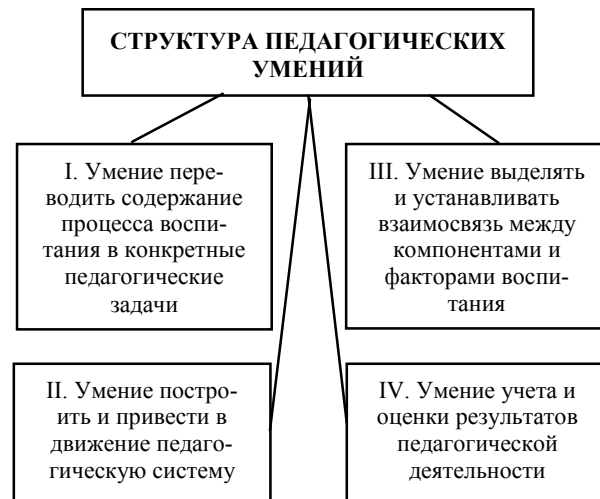 СТРУКТУРА ПЕДАГОГИЧЕСКИХ
УМЕНИЙ
I. Умение пере-
водить содержание
процесса воспи-
тания в конкретные
педагогические
задачи
II. Умение постро-
ить и привести в
движение педаго-
гическую систему
III. Умение выделять
и устанавливать
взаимосвязь между
компонентами и
факторами воспи-
тания
IV. Умение учета и
оценки результатов
педагогической
деятельности